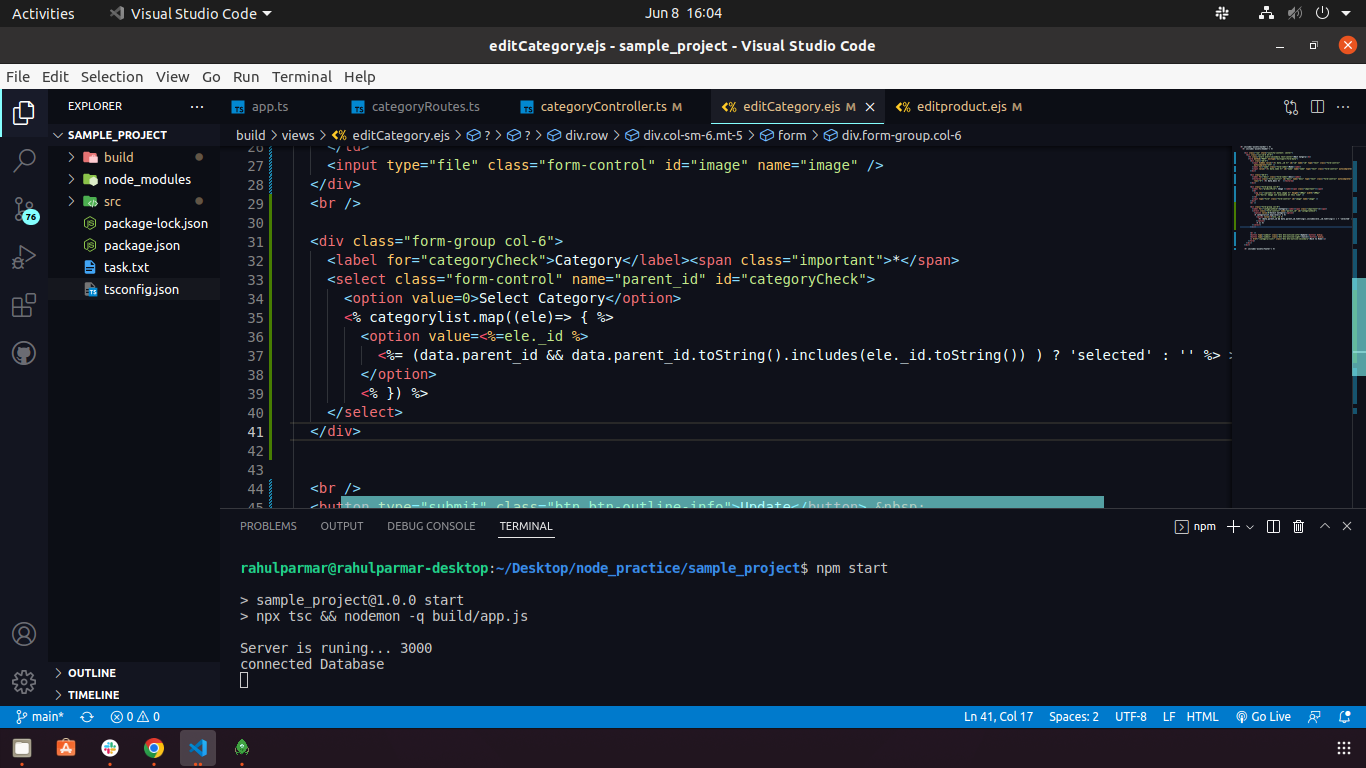 Activities
Visual Studio Code
Jun 8 16:04
editCategory.ejs - sample_project - Visual Studio Code
File Edit Selection View Go Run Terminal Help
EXPLORER
SAMPLE_PROJECT
build
node_modules
src
package-lock.json
package.json
task.txt
tsconfig.json
76
OUTLINE
TIMELINE
app.ts
categoryRoutes.ts
categoryController.ts M
editCategory.ejs M
editproduct.ejs M
build > views > editCategory.ejs > ? > ? > div.row > div.col-sm-6.mt-5 > form > div.form-group.col-6
26 </td>
27 <input type="file" class="form-control" id="image" name="image" />
28 </div>
29 <br />
30
31 <div class="form-group col-6">
32 <label for="categoryCheck">Category</label><span class="important">*</span>
33 <select class="form-control" name="parent_id" id="categoryCheck">
34 <option value=0>Select Category</option>
35 <% categorylist.map((ele)=> { %>
36 <option value=<%=ele._id %>
37 <%= (data.parent_id && data.parent_id.toString().includes(ele._id.toString()) ) ? 'selected' : '' %> >
38 </option>
39 <% }) %>
40 </select>
41 </div>
42
43
44 <br />
45 <button type="submit" class="btn btn-outline-info">Update</button> &nbsp;
PROBLEMS OUTPUT DEBUG CONSOLE TERMINAL
npm
rahulparmar@rahulparmar-desktop:~/Desktop/node_practice/sample_project$ npm start
> sample_project@1.0.0 start
> npx tsc && nodemon -q build/app.js
Server is runing... 3000
connected Database
main* 0 0
Ln 41, Col 17 Spaces: 2 UTF-8 LF HTML Go Live